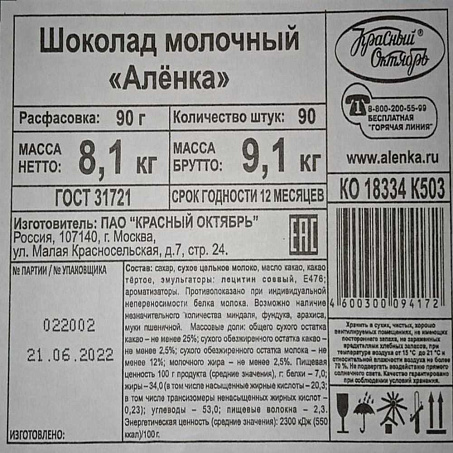 Шоколад молочный
«Алёнка»
Красный
Октябрь
®
8-800-200-55-99
БЕСПЛАТНАЯ
"ГОРЯЧАЯ ЛИНИЯ"
Расфасовка: 90 г
Количество штук: 90
МАССА НЕТТО: 8,1 кг
МАССА БРУТТО: 9,1 кг
www.alenka.ru
ГОСТ 31721
СРОК ГОДНОСТИ 12 МЕСЯЦЕВ
КО 18334 К503
Изготовитель: ПАО "КРАСНЫЙ ОКТЯБРЬ"
Россия, 107140, г. Москва,
ул. Малая Красносельская, д.7, стр. 24.
EAC
№ ПАРТИИ / № УПАКОВЩИКА
022002
21.06.2022
ИЗГОТОВЛЕНО:
Состав: сахар, сухое цельное молоко, масло какао, какао
тёртое, эмульгаторы: лецитин соевый, Е476;
ароматизаторы. Противопоказано при индивидуальной
непереносимости белка молока. Возможно наличие
незначительного количества миндаля, фундука, арахиса,
муки пшеничной. Массовые доли: общего сухого остатка
какао – не менее 25%; сухого обезжиренного остатка какао –
не менее 2.5%; сухого обезжиренного остатка молока – не
менее 12%; молочного жира – не менее 2.5%. Пищевая
ценность 100 г продукта (средние значения), г: белки - 7,0;
жиры - 34,0 (в том числе насыщенные жирные кислоты – 20,3;
в том числе трансизомеры ненасыщенных жирных кислот –
0,23); углеводы – 53,0; пищевые волокна – 2,3.
Энергетическая ценность (средние значения): 2300 кДж (550
ккал)/100 г.
4600300094172
Хранить в сухих, чистых, хорошо
вентилируемых помещениях, не имеющих
постороннего запаха, не зараженных
вредителями хлебных запасов, при
температуре воздуха от 15 °С до 21 °С и
относительной влажности воздуха не более
70 %. Не подвергать воздействию прямого
солнечного света. Качество гарантировано
при соблюдении условий хранения.